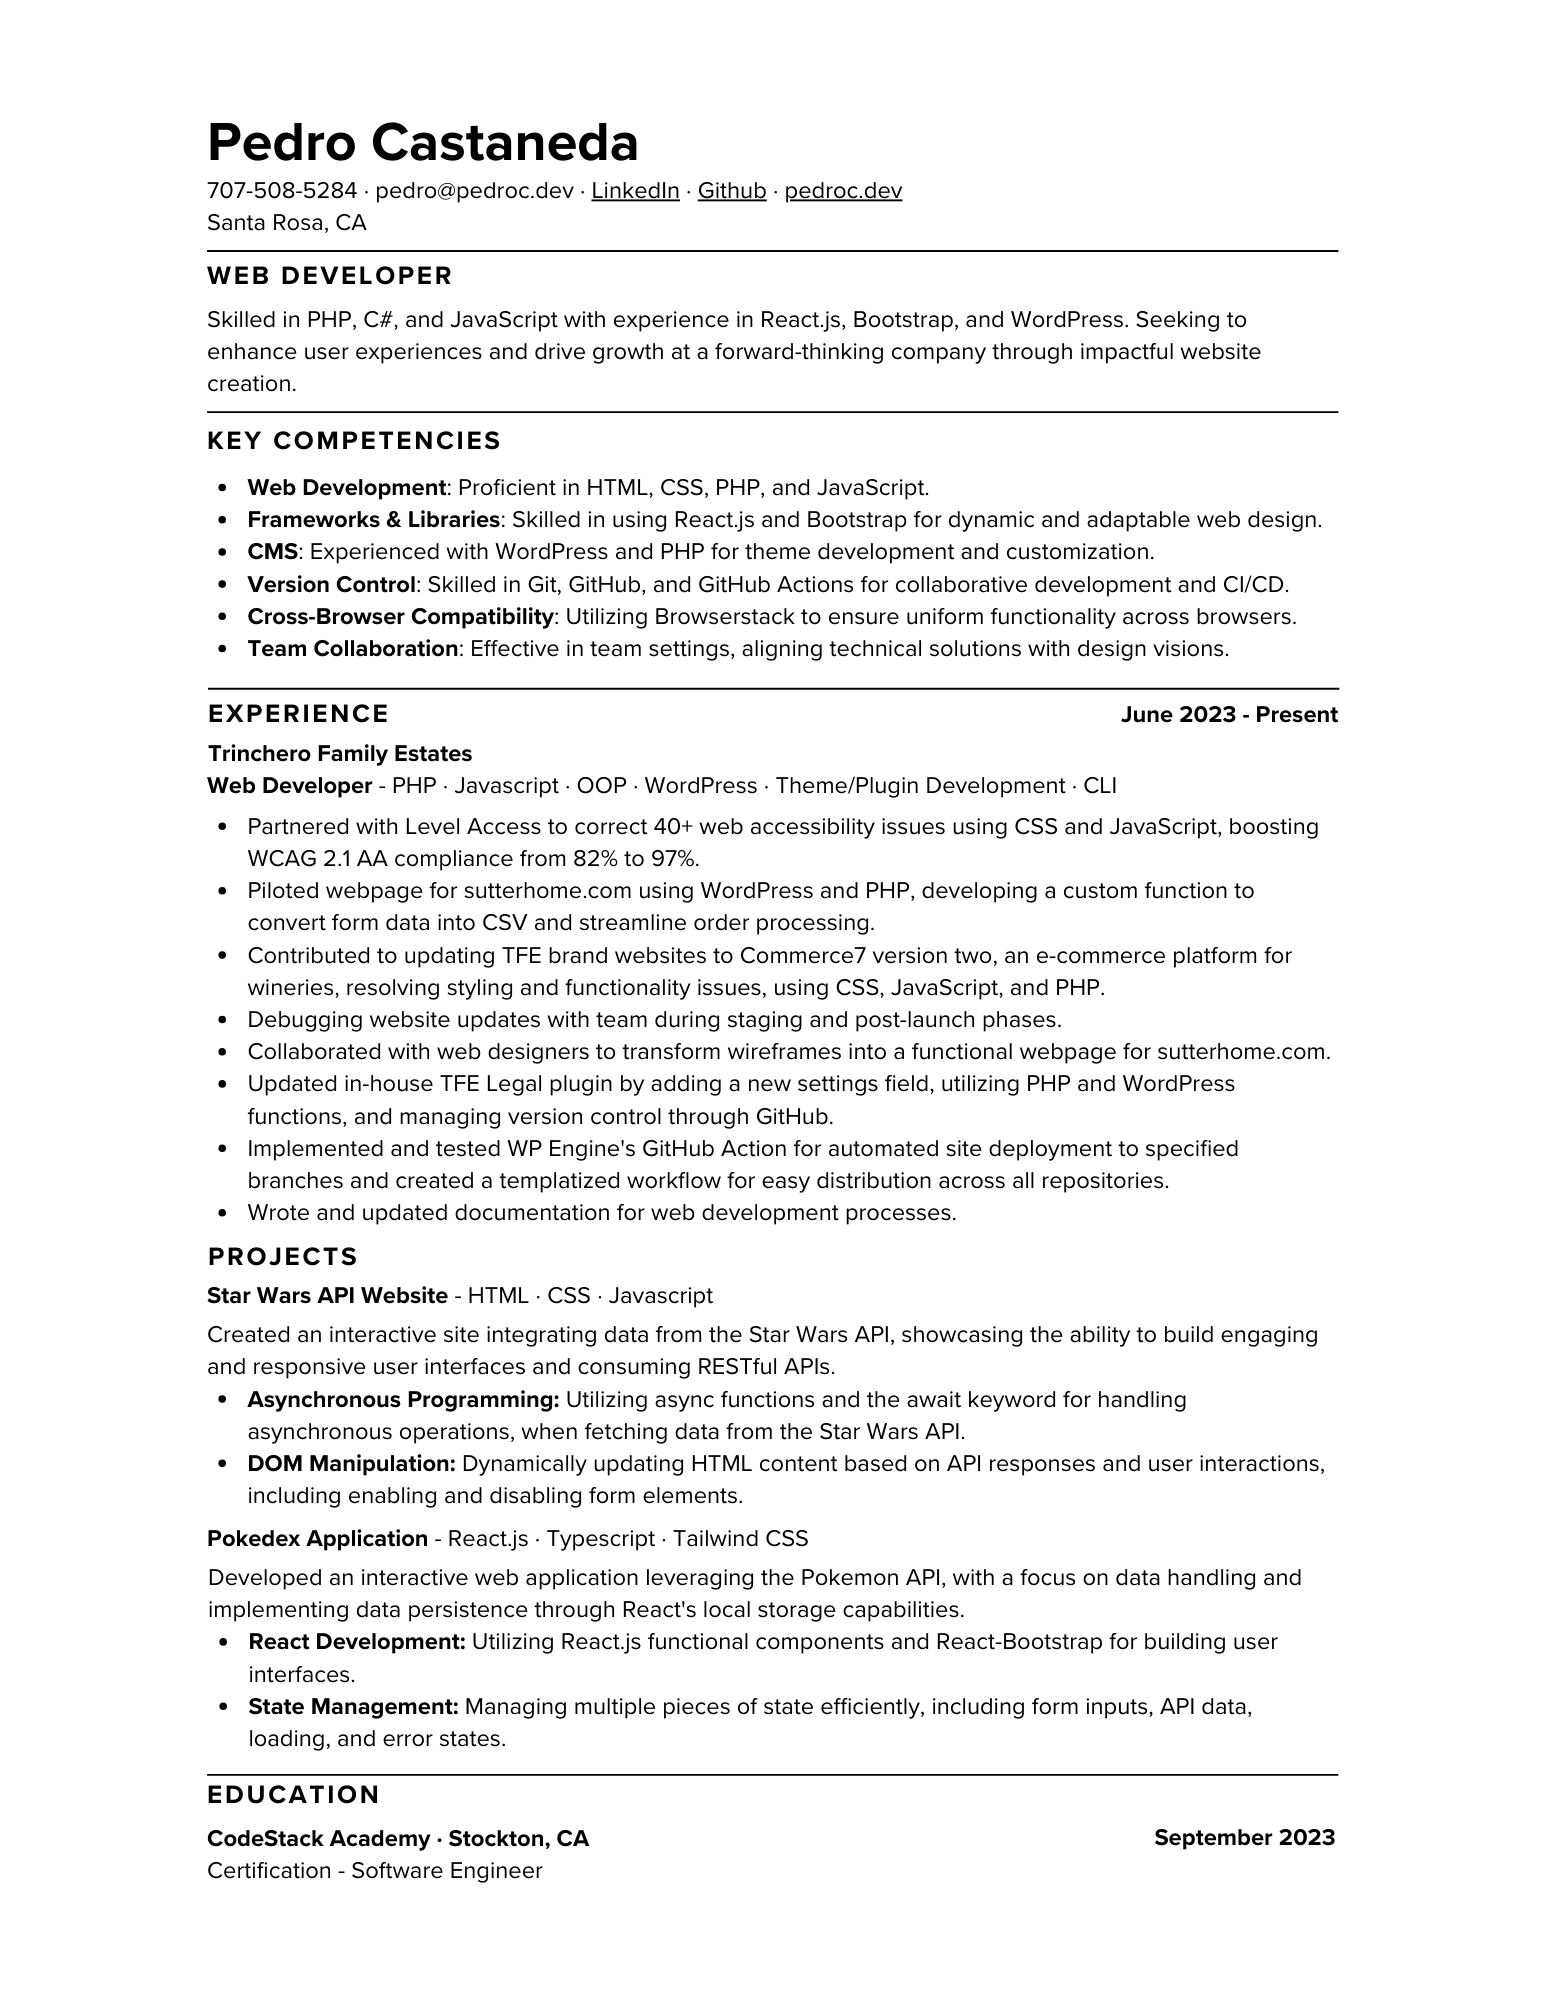 Pedro Castaneda
707-508-5284 · pedro@pedroc.dev · LinkedIn · Github · pedroc.dev
Santa Rosa, CA
WEB DEVELOPER
Skilled in PHP, C#, and JavaScript with experience in React.js, Bootstrap, and WordPress. Seeking to
enhance user experiences and drive growth at a forward-thinking company through impactful website
creation.
KEY COMPETENCIES
• Web Development: Proficient in HTML, CSS, PHP, and JavaScript.
• Frameworks & Libraries: Skilled in using React.js and Bootstrap for dynamic and adaptable web design.
• CMS: Experienced with WordPress and PHP for theme development and customization.
• Version Control: Skilled in Git, GitHub, and GitHub Actions for collaborative development and CI/CD.
• Cross-Browser Compatibility: Utilizing Browserstack to ensure uniform functionality across browsers.
• Team Collaboration: Effective in team settings, aligning technical solutions with design visions.
EXPERIENCE June 2023 - Present
Trinchero Family Estates
Web Developer - PHP · Javascript · OOP · WordPress · Theme/Plugin Development · CLI
• Partnered with Level Access to correct 40+ web accessibility issues using CSS and JavaScript, boosting
WCAG 2.1 AA compliance from 82% to 97%.
• Piloted webpage for sutterhome.com using WordPress and PHP, developing a custom function to
convert form data into CSV and streamline order processing.
• Contributed to updating TFE brand websites to Commerce7 version two, an e-commerce platform for
wineries, resolving styling and functionality issues, using CSS, JavaScript, and PHP.
• Debugging website updates with team during staging and post-launch phases.
• Collaborated with web designers to transform wireframes into a functional webpage for sutterhome.com.
• Updated in-house TFE Legal plugin by adding a new settings field, utilizing PHP and WordPress
functions, and managing version control through GitHub.
• Implemented and tested WP Engine's GitHub Action for automated site deployment to specified
branches and created a templatized workflow for easy distribution across all repositories.
• Wrote and updated documentation for web development processes.
PROJECTS
Star Wars API Website - HTML · CSS · Javascript
Created an interactive site integrating data from the Star Wars API, showcasing the ability to build engaging
and responsive user interfaces and consuming RESTful APIs.
• Asynchronous Programming: Utilizing async functions and the await keyword for handling
asynchronous operations, when fetching data from the Star Wars API.
• DOM Manipulation: Dynamically updating HTML content based on API responses and user interactions,
including enabling and disabling form elements.
Pokedex Application - React.js · Typescript · Tailwind CSS
Developed an interactive web application leveraging the Pokemon API, with a focus on data handling and
implementing data persistence through React's local storage capabilities.
• React Development: Utilizing React.js functional components and React-Bootstrap for building user
interfaces.
• State Management: Managing multiple pieces of state efficiently, including form inputs, API data,
loading, and error states.
EDUCATION
CodeStack Academy · Stockton, CA September 2023
Certification - Software Engineer